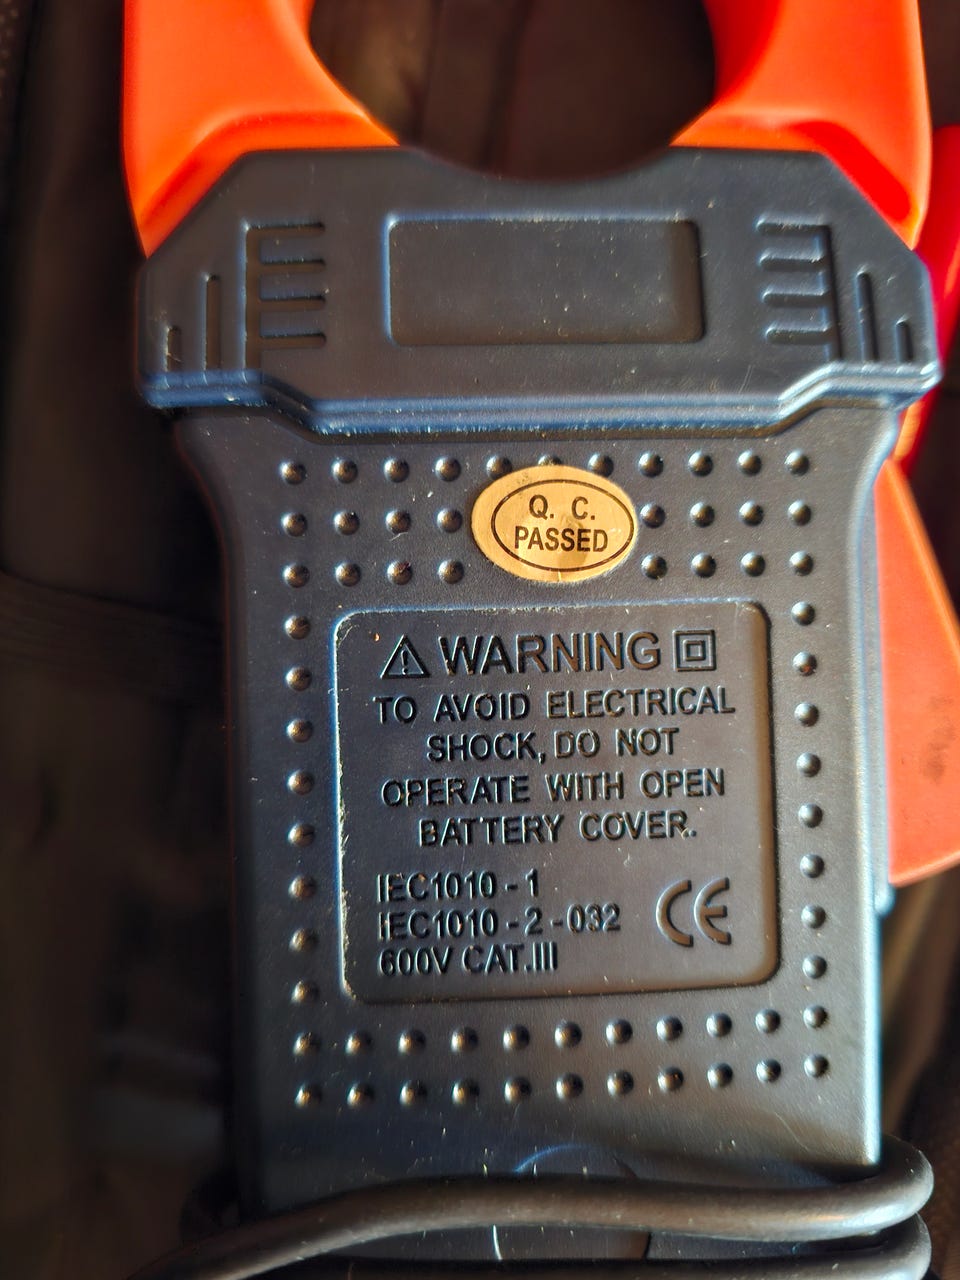 Q. C.
PASSED
WARNING
TO AVOID ELECTRICAL
SHOCK, DO NOT
OPERATE WITH OPEN
BATTERY COVER.
IEC1010 - 1
IEC1010 - 2 - 032
600V CAT.III
CE